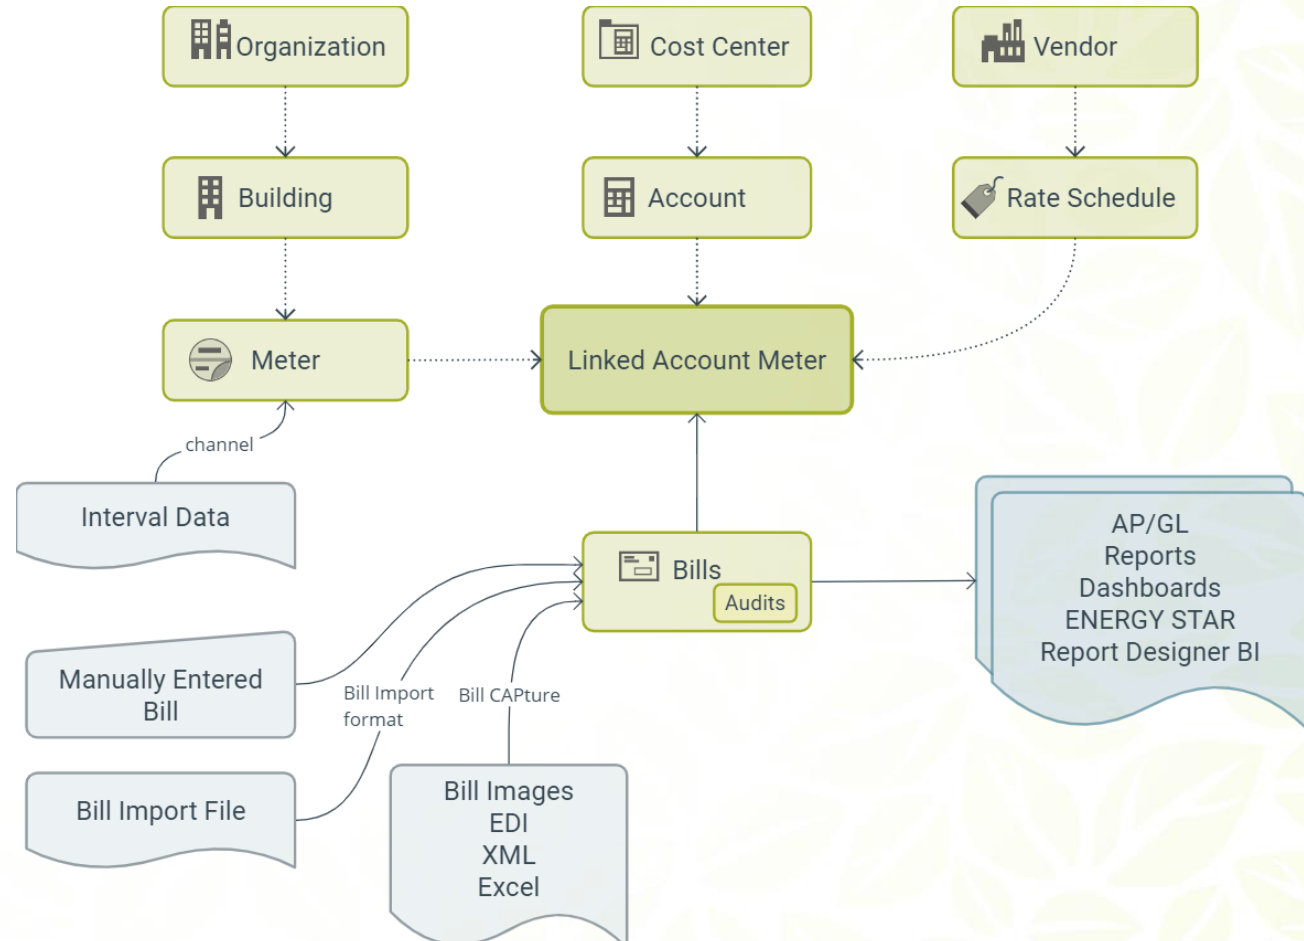 Organization
Cost Center
Vendor
Building
Account
Rate Schedule
Meter
Linked Account Meter
channel
Interval Data
Bills
Audits
AP/GL
Reports
Dashboards
ENERGY STAR
Report Designer BI
Manually Entered
Bill
Bill Import
format
Bill CAPture
Bill Import File
Bill Images
EDI
XML
Excel